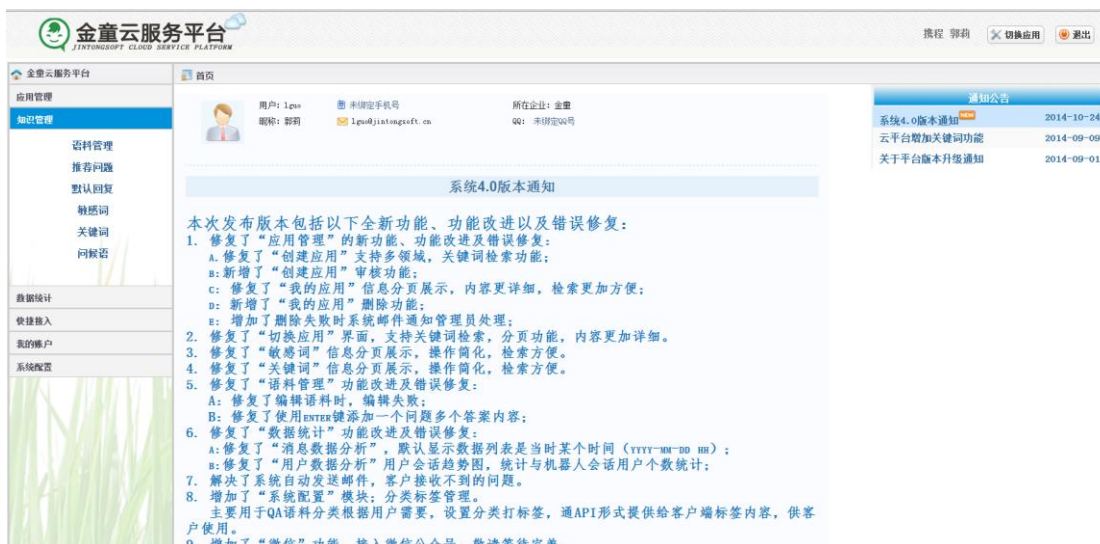 金童云服务平台
JINTONGSOFT CLOUD SERVICE PLATFORM
携程 郭莉 切换应用 退出
金童云服务平台
应用管理
知识管理
语料管理
推荐问题
默认回复
敏感词
关键词
问候语
数据统计
快捷接入
我的账户
系统配置
首页
用户: lguo 未绑定手机号 所在企业: 金童
昵称: 郭莉 lguo@jintongsoft.cn QQ: 未绑定QQ号
系统4.0版本通知
本次发布版本包括以下全新功能、功能改进以及错误修复:
1. 修复了“应用管理”的新功能、功能改进及错误修复:
A.修复了“创建应用”支持多领域,关键词检索功能;
B:新增了“创建应用”审核功能;
C: 修复了“我的应用”信息分页展示,内容更详细,检索更加方便;
D: 新增了“我的应用”删除功能;
E: 增加了删除失败时系统邮件通知管理员处理;
2. 修复了“切换应用”界面,支持关键词检索,分页功能,内容更加详细。
3. 修复了“敏感词”信息分页展示,操作简化,检索方便。
4. 修复了“关键词”信息分页展示,操作简化,检索方便。
5. 修复了“语料管理”功能改进及错误修复:
A: 修复了编辑语料时,编辑失败;
B: 修复了使用ENTER键添加一个问题多个答案内容;
6. 修复了“数据统计”功能改进及错误修复:
A:修复了“消息数据分析”,默认显示数据列表是当时某个时间(YYYY-MM-DD HH);
B:修复了“用户数据分析”用户会话趋势图,统计与机器人会话用户个数统计;
7. 解决了系统自动发送邮件,客户接收不到的问题。
8. 增加了“系统配置”模块;分类标签管理。
主要用于QA语料分类根据用户需要,设置分类打标签,通API形式提供给客户端标签内容,供客
户使用。
9. 增加了“微信”功能,接入微信公众号,敬请等待完善
通知公告
系统4.0版本通知 NEW 2014-10-24
云平台增加关键词功能 2014-09-09
关于平台版本升级通知 2014-09-01